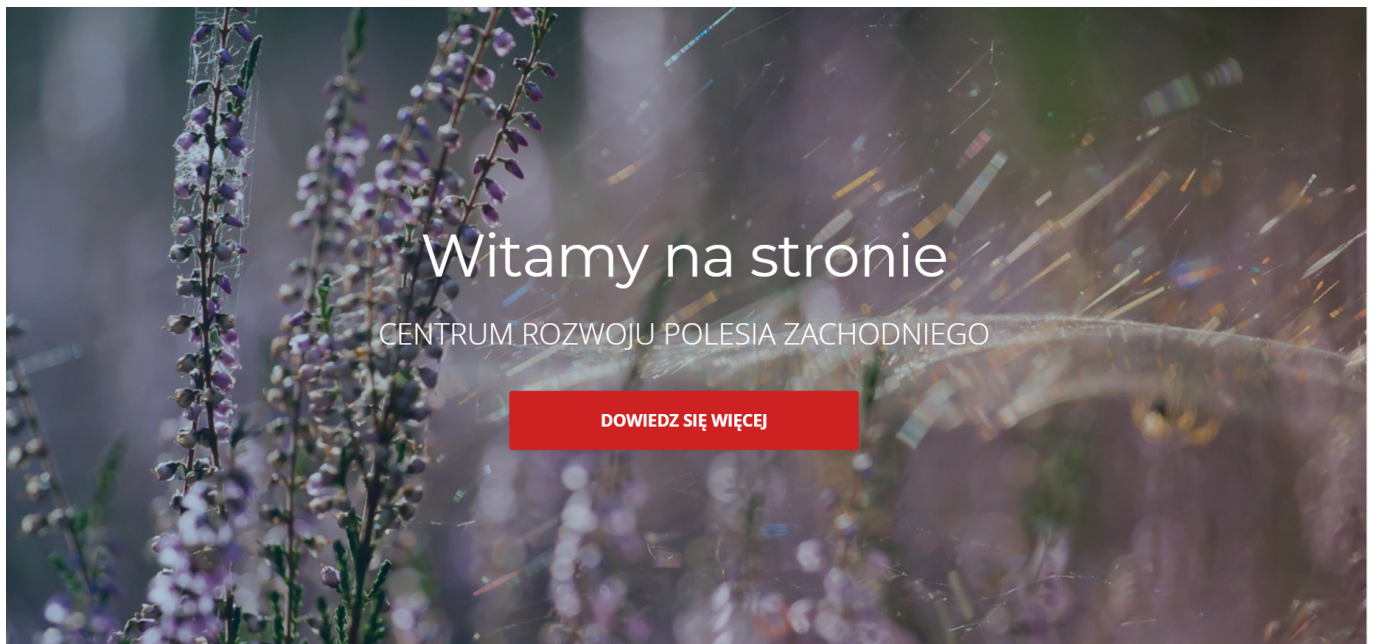 Witamy na stronie
CENTRUM ROZWOJU POLESIA ZACHODNIEGO
DOWIEDZ SIĘ WIĘCEJ